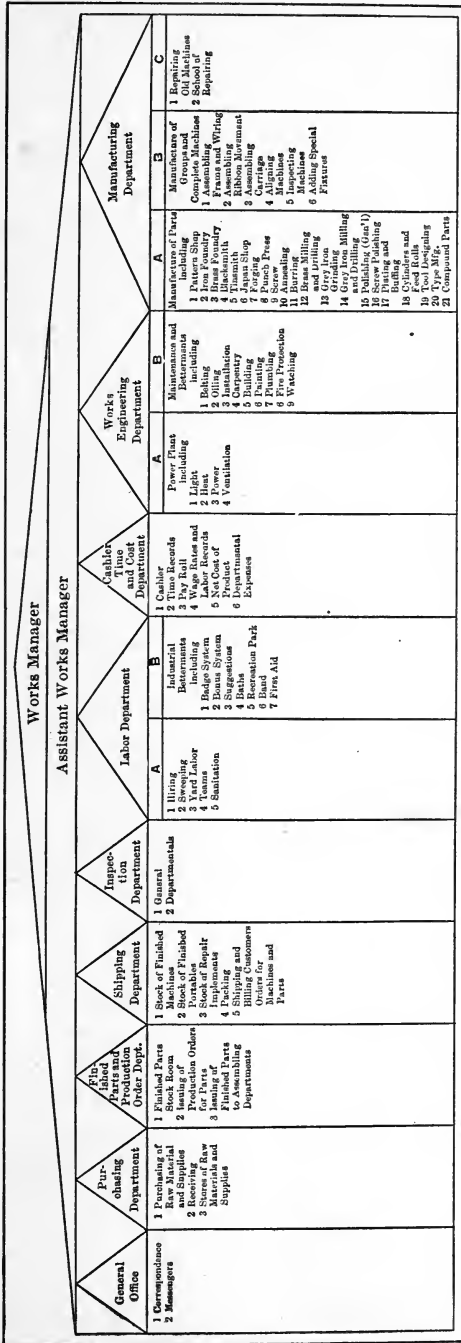 Works Manager
Assistant Works Manager
General
Office
1 Correspondence
2 Messengers
Pur-
chasing
Department
1 Purchasing of
Raw Material
and Supplies
2 Receiving
3 Stores of Raw
Materials and
Supplies
Fin-
ished
Parts and
Production
Order Dept.
1 Finished Parts
Stock Room
2 Issuing of
Production Orders
for Parts
3 Issuing of
Finished Parts
to Assembling
Departments
Shipping
Department
1 Stock of Finished
Machines
2 Stock of Finished
Portables
3 Stock of Repair
Implements
4 Packing
5 Shipping and
Billing Customers
Orders for
Machines and
Parts
Inspec-
tion
Department
1 General
2 Departmentals
Labor Department
A
1 Hiring
2 Sweeping
3 Yard Labor
4 Teams
5 Sanitation
B
Industrial
Betterments
including
1 Badge System
2 Bonus System
3 Suggestions
4 Baths
5 Recreation Park
6 Band
7 First Aid
Cashier
Time
and Cost
Department
1 Cashier
2 Time Records
3 Pay Roll
4 Wage Rates and
Labor Records
5 Net Cost of
Product
6 Departmental
Expenses
Works
Engineering
Department
A
Power Plant
including
1 Light
2 Heat
3 Power
4 Ventilation
B
Maintenance and
Betterments
including
1 Belting
2 Oiling
3 Installation
4 Carpentry
5 Building
6 Painting
7 Plumbing
8 Fire Protection
9 Watching
Manufacturing
Department
A
Manufacture of Parts
including
1 Pattern Shop
2 Iron Foundry
3 Brass Foundry
4 Blacksmith
5 Tinsmith
6 Japan Shop
7 Forging
8 Punch Press
9 Screw
10 Annealing
11 Burring
12 Brass Milling
and Drilling
13 Grey Iron
Grinding
14 Grey Iron Milling
and Drilling
15 Polishing (Gen'l)
16 Screw Polishing
17 Plating and
Buffing
18 Cylinders and
Feed Rolls
19 Tool Designing
20 Type Mfg.
21 Compound Parts
B
Manufacture of
Groups and
Complete Machines
1 Assembling
Frames and Wiring
2 Assembling
Ribbon Movement
3 Assembling
Carriage
4 Aligning
Machines
5 Inspecting
Machines
6 Adding Special
Fixtures
C
1 Repairing
Old Machines
2 School of
Repairing